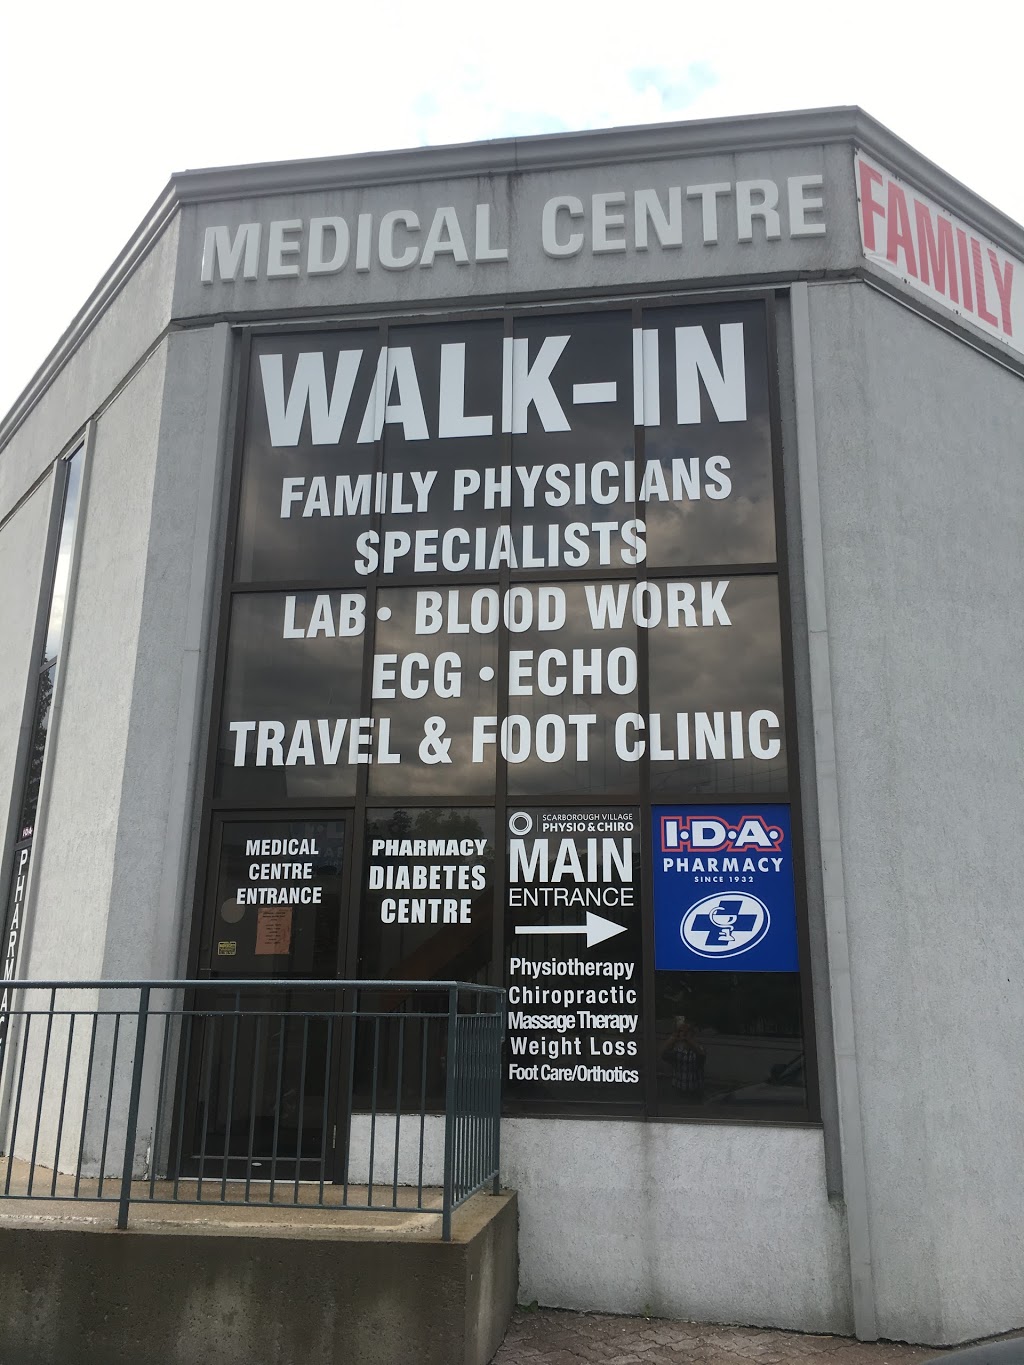 MEDICAL CENTRE
FAMILY
WALK-IN
FAMILY PHYSICIANS
SPECIALISTS
LAB • BLOOD WORK
ECG • ECHO
TRAVEL & FOOT CLINIC
MEDICAL
CENTRE
ENTRANCE
PHARMACY
DIABETES
CENTRE
SCARBOROUGH VILLAGE
PHYSIO & CHIRO
MAIN
ENTRANCE
Physiotherapy
Chiropractic
Massage Therapy
Weight Loss
Foot Care/Orthotics
I•D•A•
PHARMACY
SINCE 1932
PHARMACY